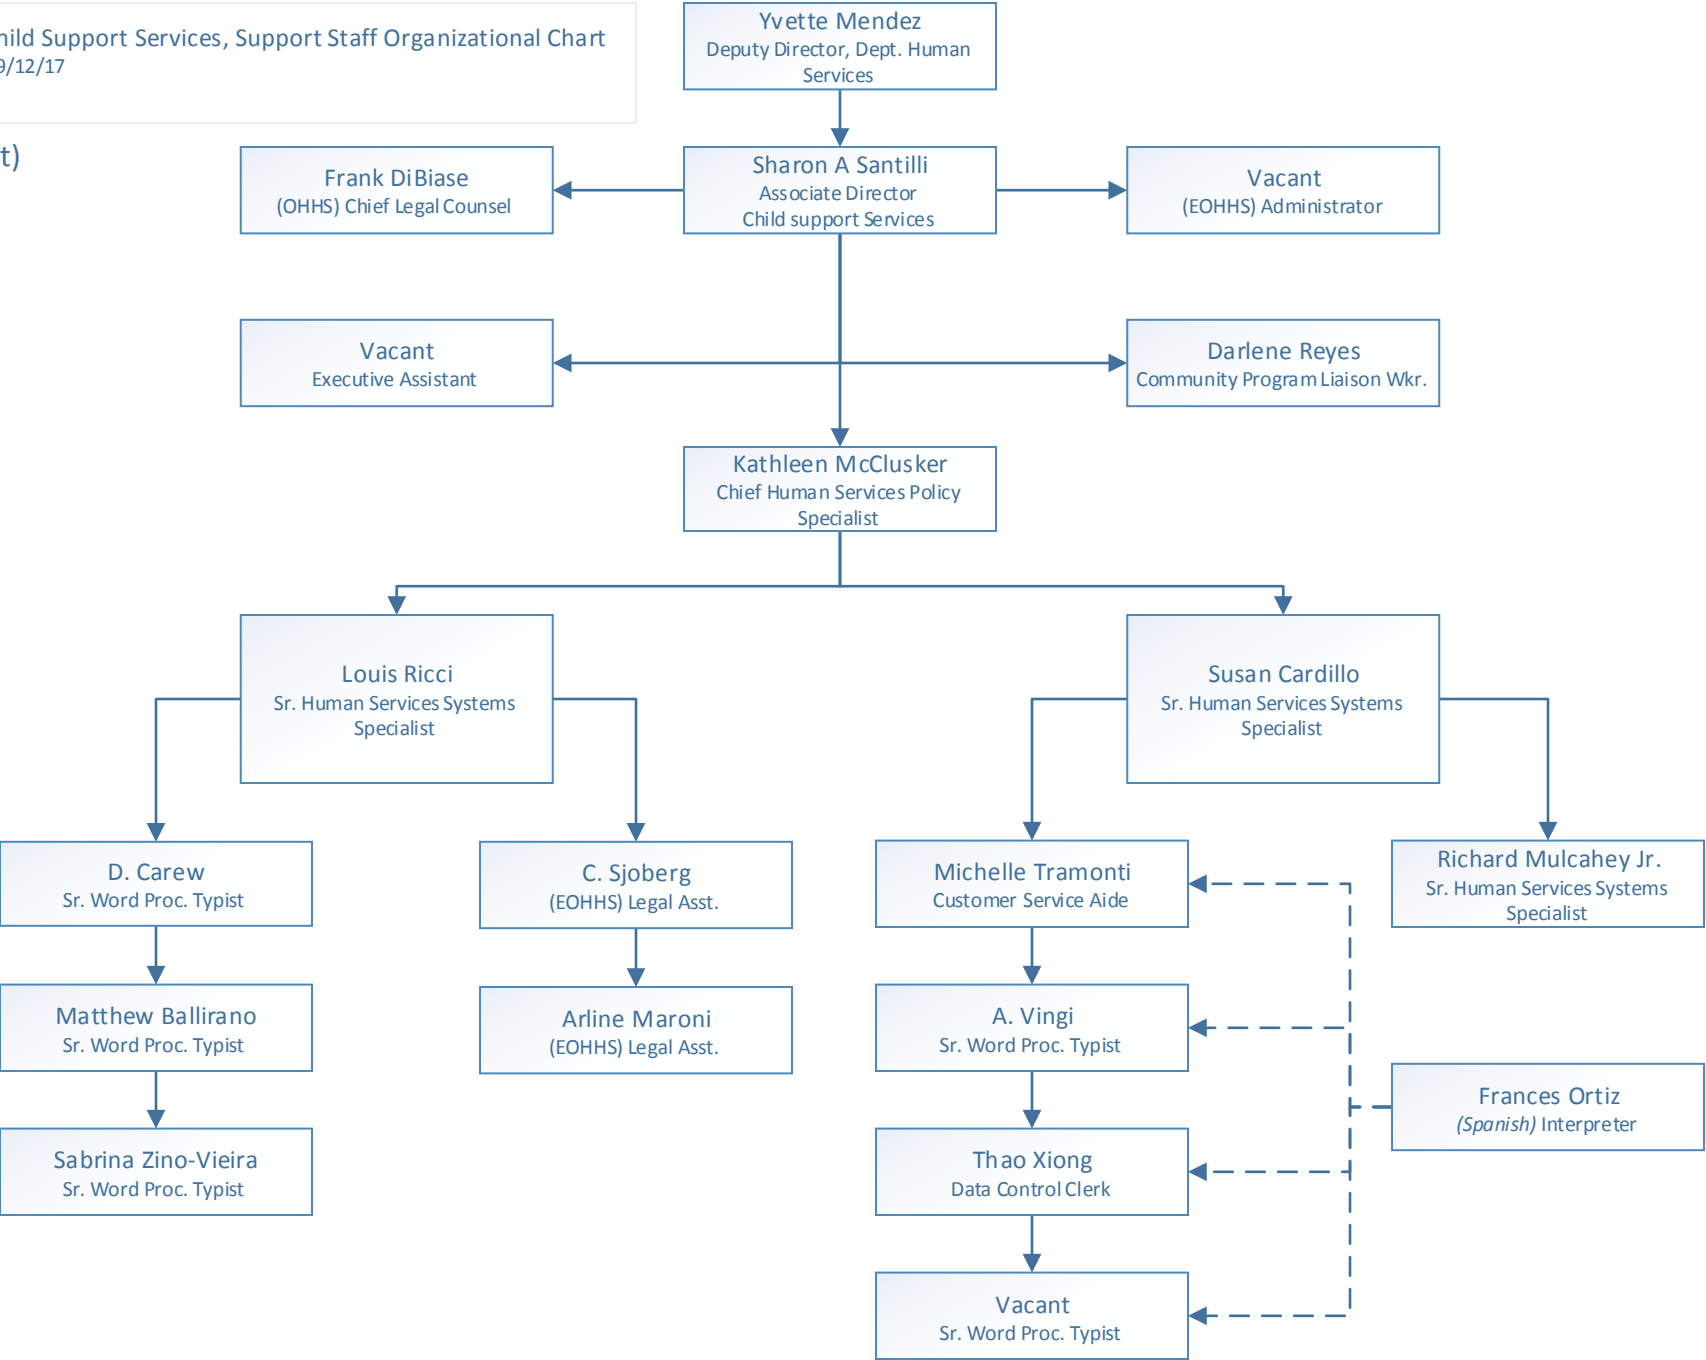 hild Support Services, Support Staff Organizational Chart
9/12/17
t)
Yvette Mendez
Deputy Director, Dept. Human
Services
Frank DiBiase
(OHHS) Chief Legal Counsel
Sharon A Santilli
Associate Director
Child support Services
Vacant
(EOHHS) Administrator
Vacant
Executive Assistant
Darlene Reyes
Community Program Liaison Wkr.
Kathleen McClusker
Chief Human Services Policy
Specialist
Louis Ricci
Sr. Human Services Systems
Specialist
Susan Cardillo
Sr. Human Services Systems
Specialist
D. Carew
Sr. Word Proc. Typist
C. Sjoberg
(EOHHS) Legal Asst.
Michelle Tramonti
Customer Service Aide
Richard Mulcahey Jr.
Sr. Human Services Systems
Specialist
Matthew Ballirano
Sr. Word Proc. Typist
Arline Maroni
(EOHHS) Legal Asst.
A. Vingi
Sr. Word Proc. Typist
Frances Ortiz
(Spanish) Interpreter
Sabrina Zino-Vieira
Sr. Word Proc. Typist
Thao Xiong
Data Control Clerk
Vacant
Sr. Word Proc. Typist